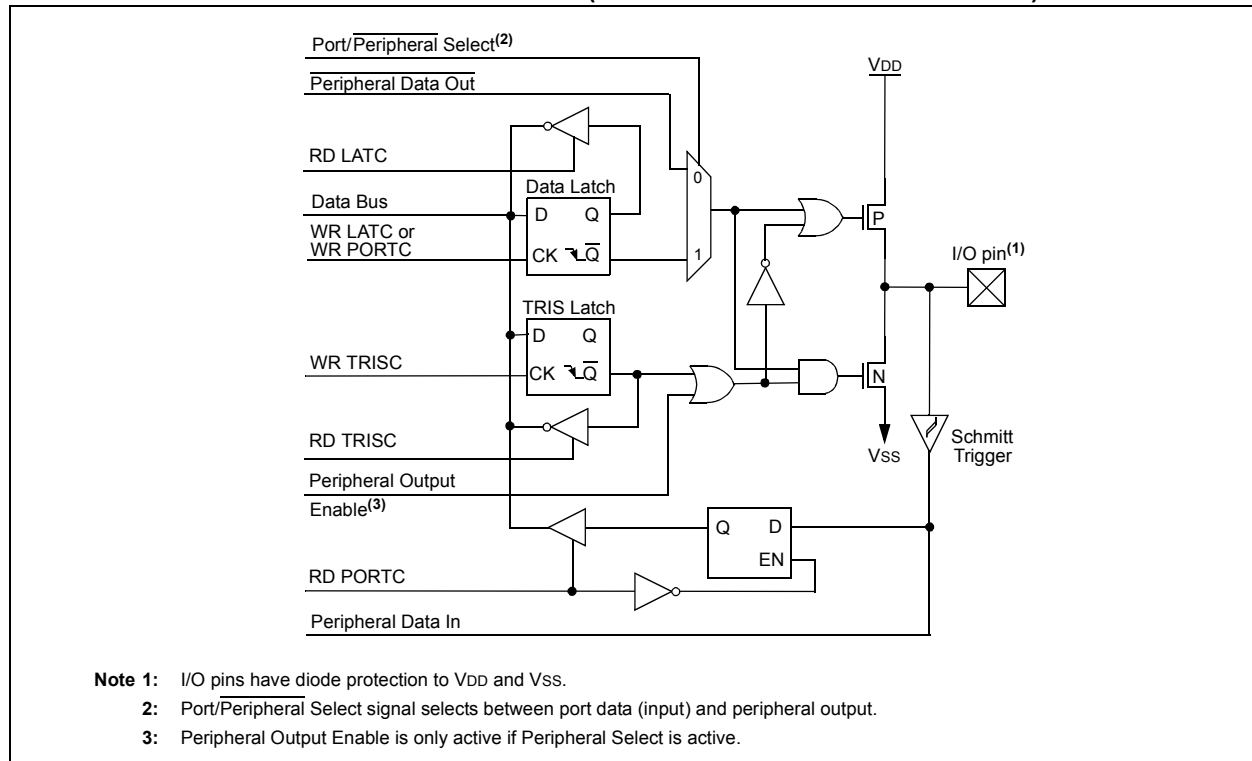 Port/Peripheral Select(2)
VDD
Peripheral Data Out
RD LATC
Data Latch
0
Data Bus
D Q
WR LATC or
WR PORTC
CK Q
1
P
I/O pin(1)
TRIS Latch
D Q
WR TRISC
CK Q
N
RD TRISC
VSS
Schmitt
Trigger
Peripheral Output
Enable(3)
Q D
EN
RD PORTC
Peripheral Data In
Note 1: I/O pins have diode protection to VDD and VSS.
2: Port/Peripheral Select signal selects between port data (input) and peripheral output.
3: Peripheral Output Enable is only active if Peripheral Select is active.